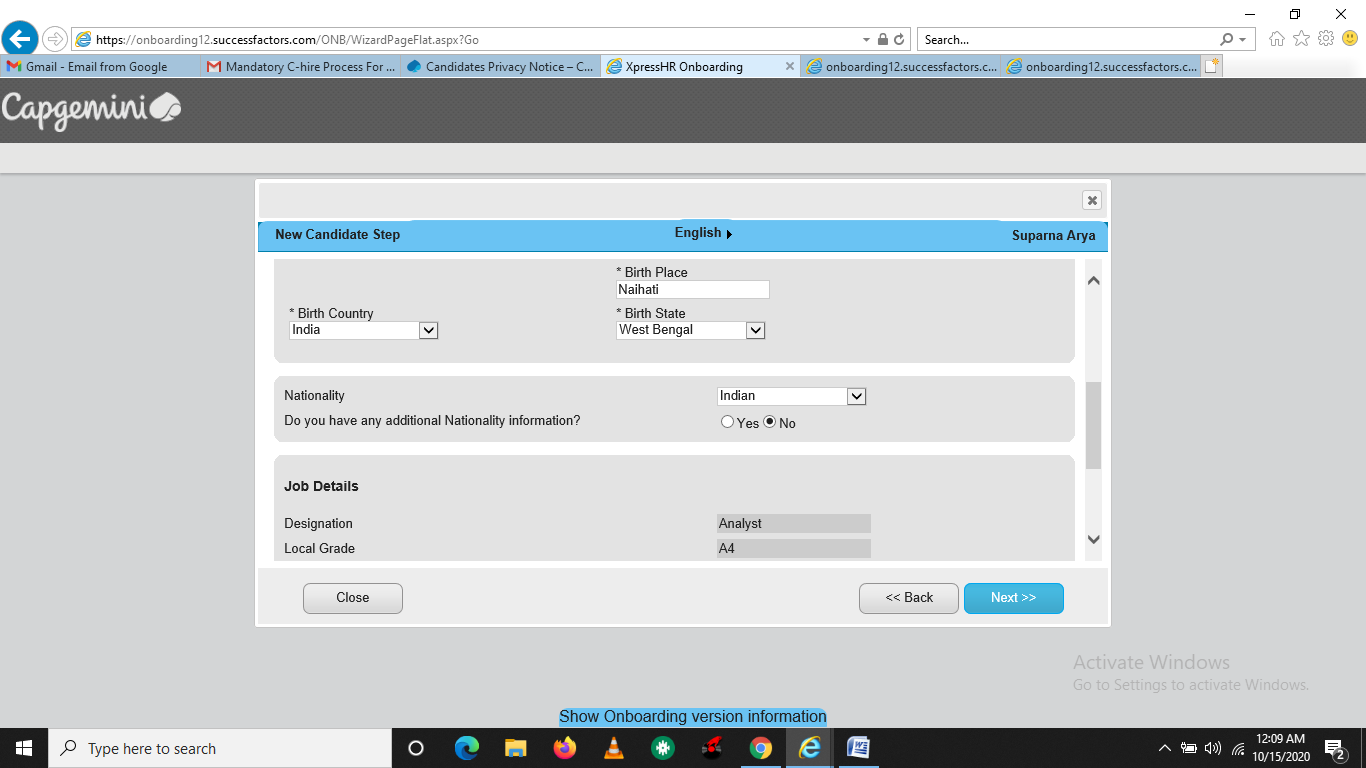 https://onboarding12.successfactors.com/ONB/WizardPageFlat.aspx?Go
Search...
Gmail - Email from Google
Mandatory C-hire Process For ...
Candidates Privacy Notice – C...
XpressHR Onboarding
onboarding12.successfactors.c...
onboarding12.successfactors.c...
Capgemini
New Candidate Step
English
Suparna Arya
* Birth Place
Naihati
* Birth Country
* Birth State
India
West Bengal
Nationality
Indian
Do you have any additional Nationality information?
Yes No
Job Details
Designation
Analyst
Local Grade
A4
Close
<< Back
Next >>
Activate Windows
Go to Settings to activate Windows.
Show Onboarding version information
Type here to search
12:09 AM
10/15/2020
2